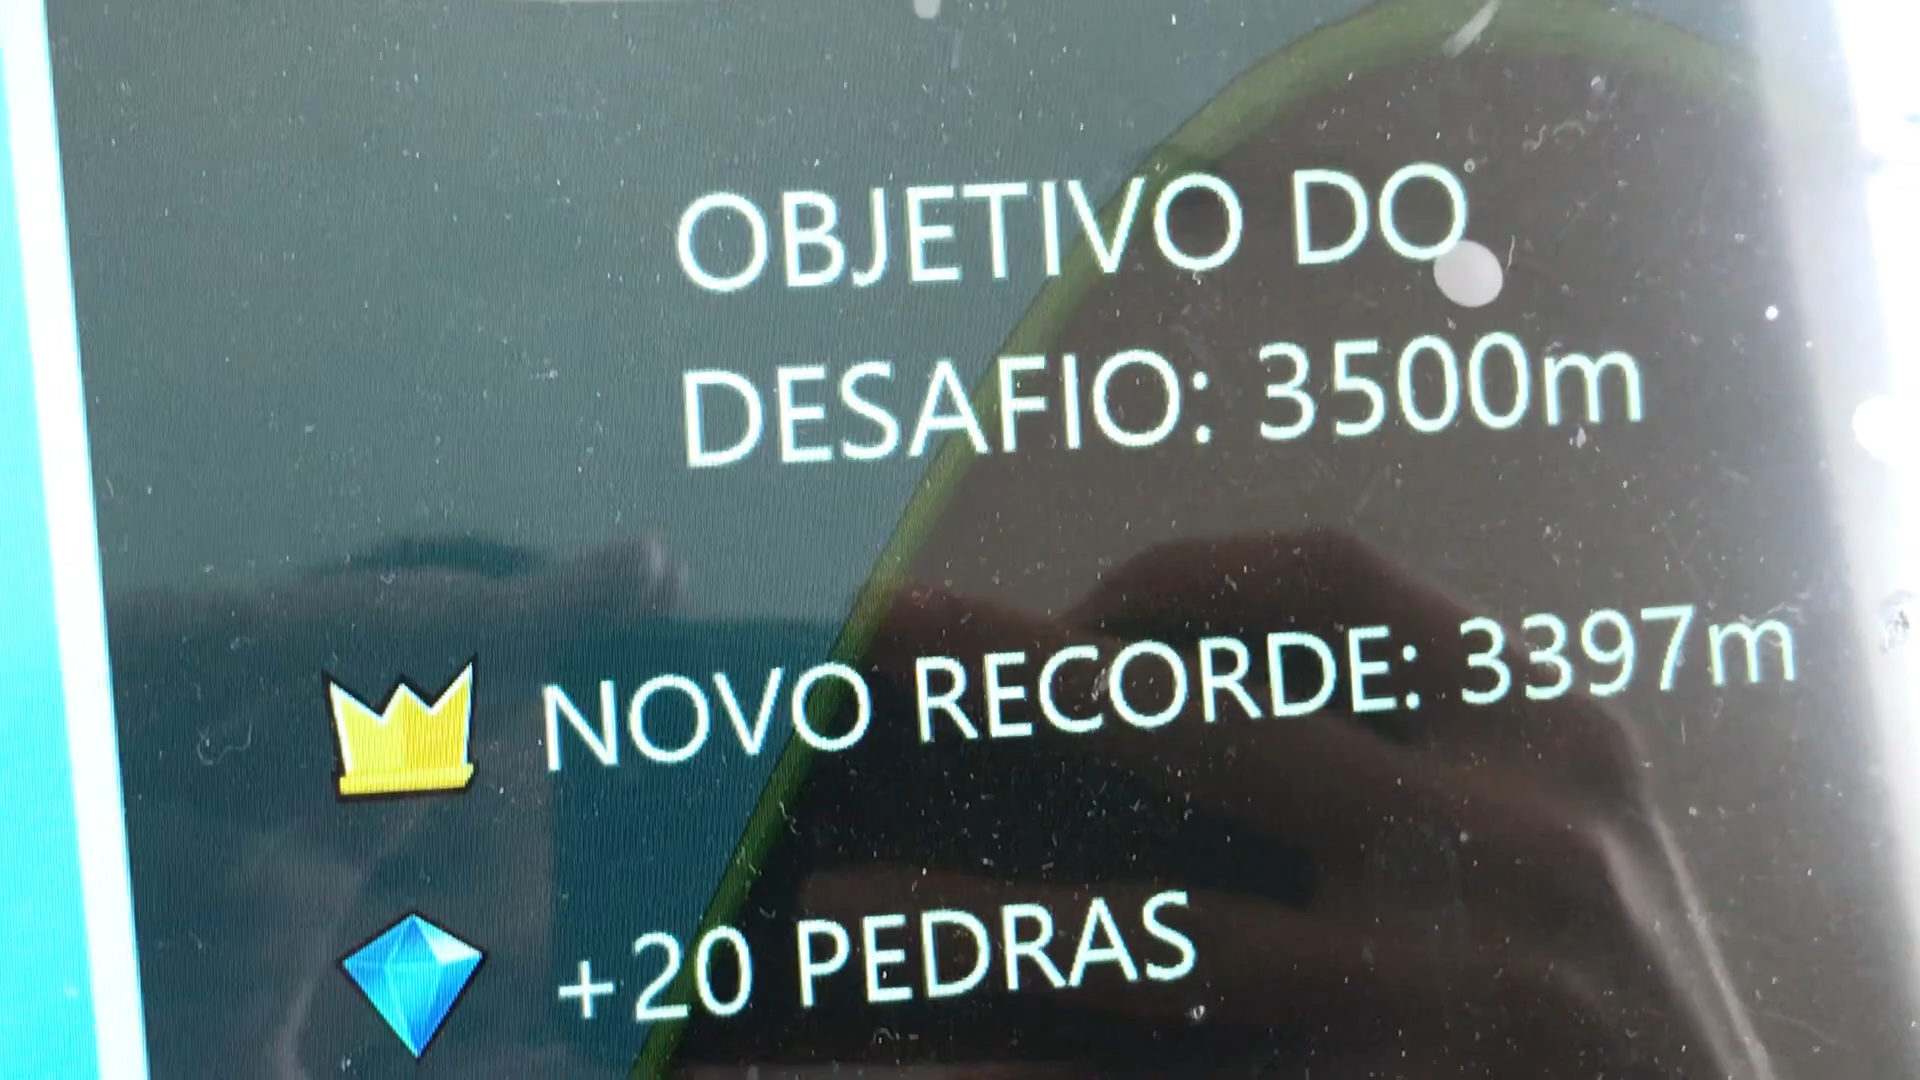 OBJETIVO DO
DESAFIO: 3500m
NOVO RECORDE: 3397m
+20 PEDRAS